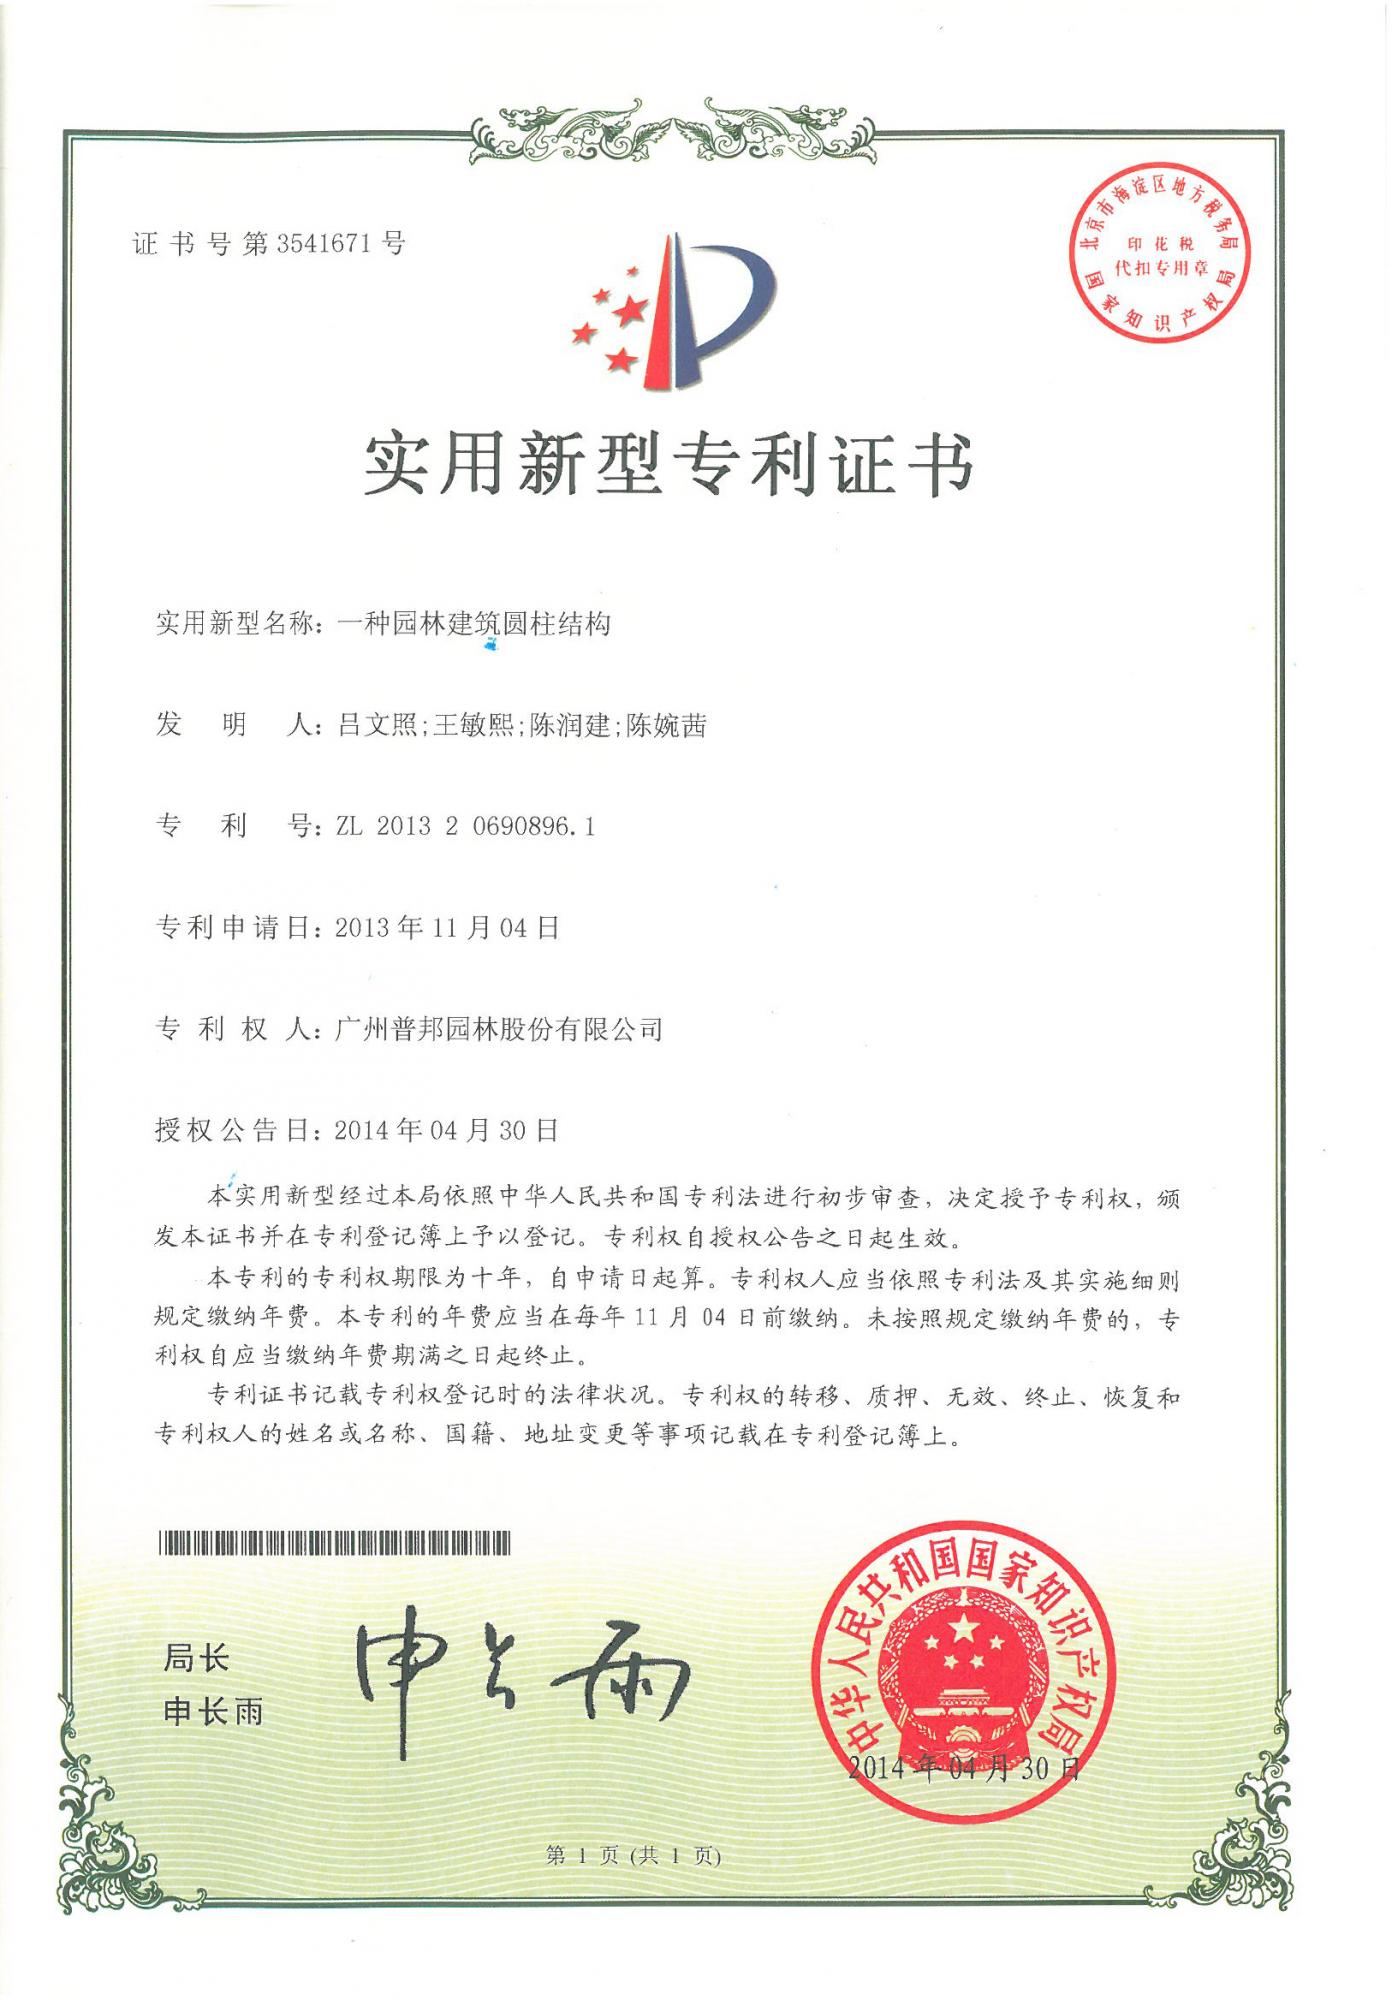 证书号第3541671号
北京市海淀区地方税务局
印花税
代扣专用章
国家知识产权局
实用新型专利证书
实用新型名称：一种园林建筑圆柱结构
发明人：吕文照;王敏熙;陈润建;陈婉茜
专利号：ZL 2013 2 0690896.1
专利申请日：2013年11月04日
专利权人：广州普邦园林股份有限公司
授权公告日：2014年04月30日
本实用新型经过本局依照中华人民共和国专利法进行初步审查，决定授予专利权，颁
发本证书并在专利登记簿上予以登记。专利权自授权公告之日起生效。
本专利的专利权期限为十年，自申请日起算。专利权人应当依照专利法及其实施细则
规定缴纳年费。本专利的年费应当在每年11月04日前缴纳。未按照规定缴纳年费的，专
利权自应当缴纳年费期满之日起终止。
专利证书记载专利权登记时的法律状况。专利权的转移、质押、无效、终止、恢复和
专利权人的姓名或名称、国籍、地址变更等事项记载在专利登记簿上。
局长
申长雨
申长雨
中华人民共和国国家知识产权局
2014年04月30日
第 1 页 (共 1 页)